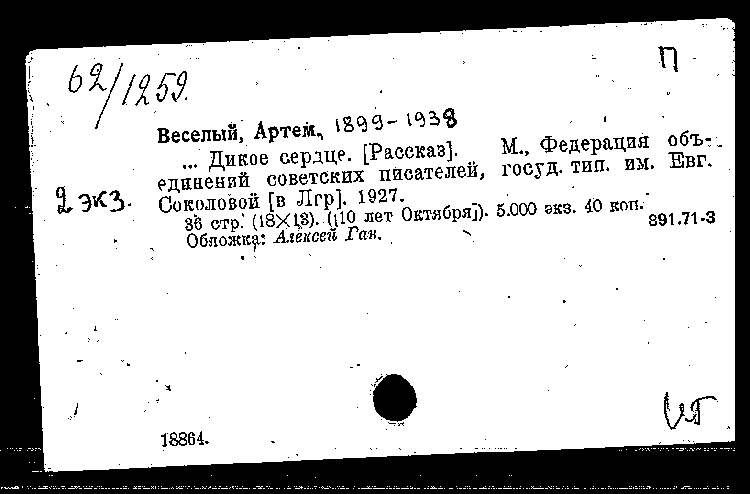 П
62/1259.
Веселый, Артем, 1899-1938
... Дикое сердце. [Рассказ]. М., Федерация объ-
единений советских писателей, госуд. тип. им. Евг.
2 экз. Соколовой [в Лгр]. 1927.
36 стр. (18×13). ([10 лет Октября]). 5.000 экз. 40 коп.
891.71-3
Обложка: Алексей Ган.
18864.